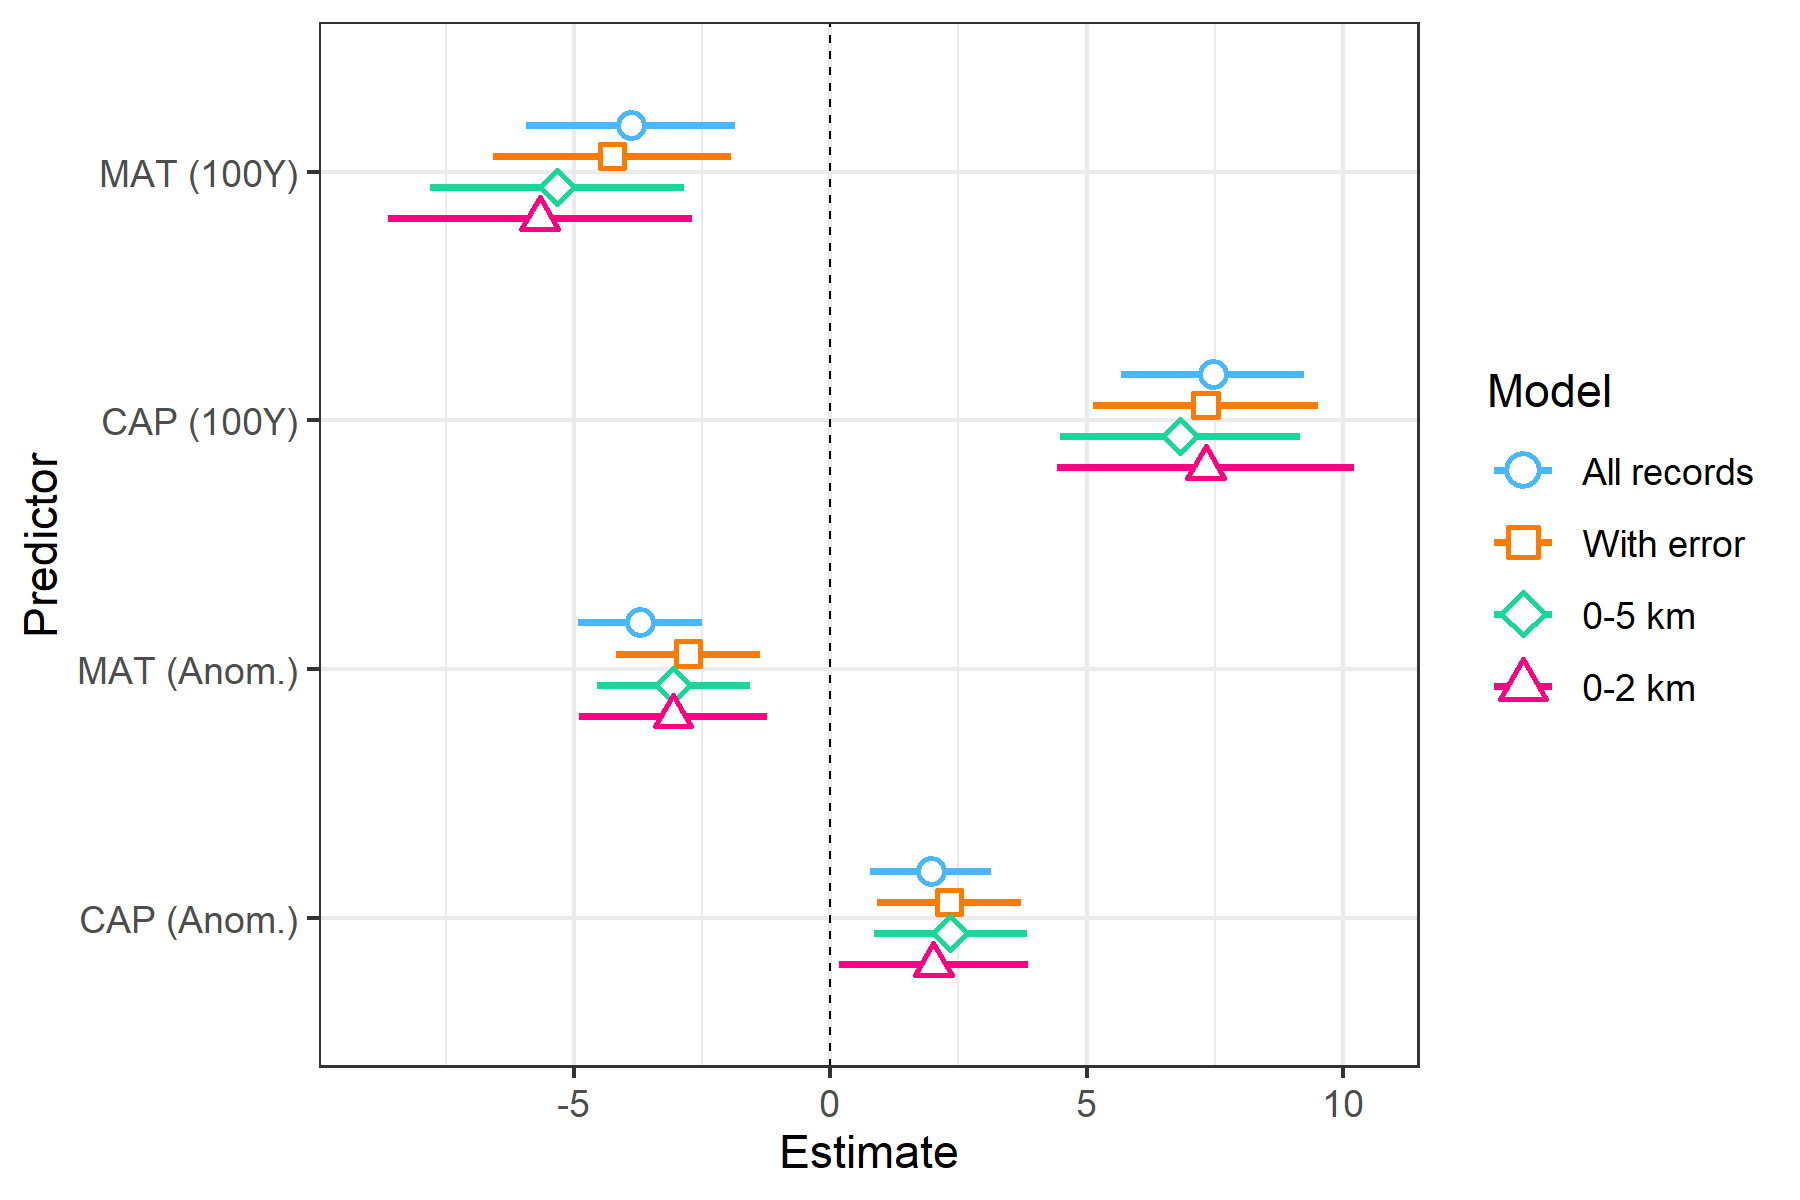 Predictor
MAT (100Y)
CAP (100Y)
MAT (Anom.)
CAP (Anom.)
-5
0
5
10
Estimate
Model
All records
With error
0-5 km
0-2 km